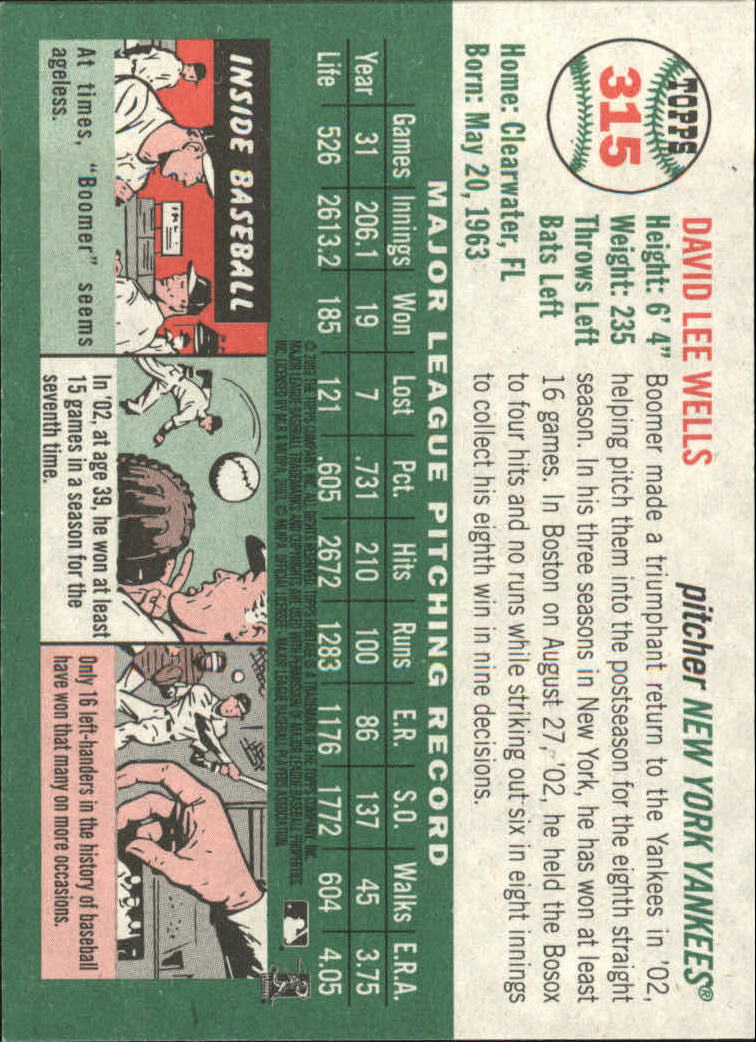 TOPPS
315
DAVID LEE WELLS
pitcher NEW YORK YANKEES®
Height: 6' 4"
Weight: 235
Throws Left
Bats Left
Home: Clearwater, FL
Born: May 20, 1963
Boomer made a triumphant return to the Yankees in '02,
helping pitch them into the postseason for the eighth straight
season. In his three seasons in New York, he has won at least
16 games. In Boston on August 27, '02, he held the Bosox
to four hits and no runs while striking out six in eight innings
to collect his eighth win in nine decisions.
MAJOR LEAGUE PITCHING RECORD
Games Innings Won Lost Pct. Hits Runs E.R. S.O. Walks E.R.A.
Year 31 206.1 19 7 .731 210 100 86 137 45 3.75
Life 526 2613.2 185 121 .605 2672 1283 1176 1772 604 4.05
INSIDE BASEBALL
At times, "Boomer" seems
ageless.
In '02, at age 39, he won at least
15 games in a season for the
seventh time.
Only 16 left-handers in the history of baseball
have won that many on more occasions.